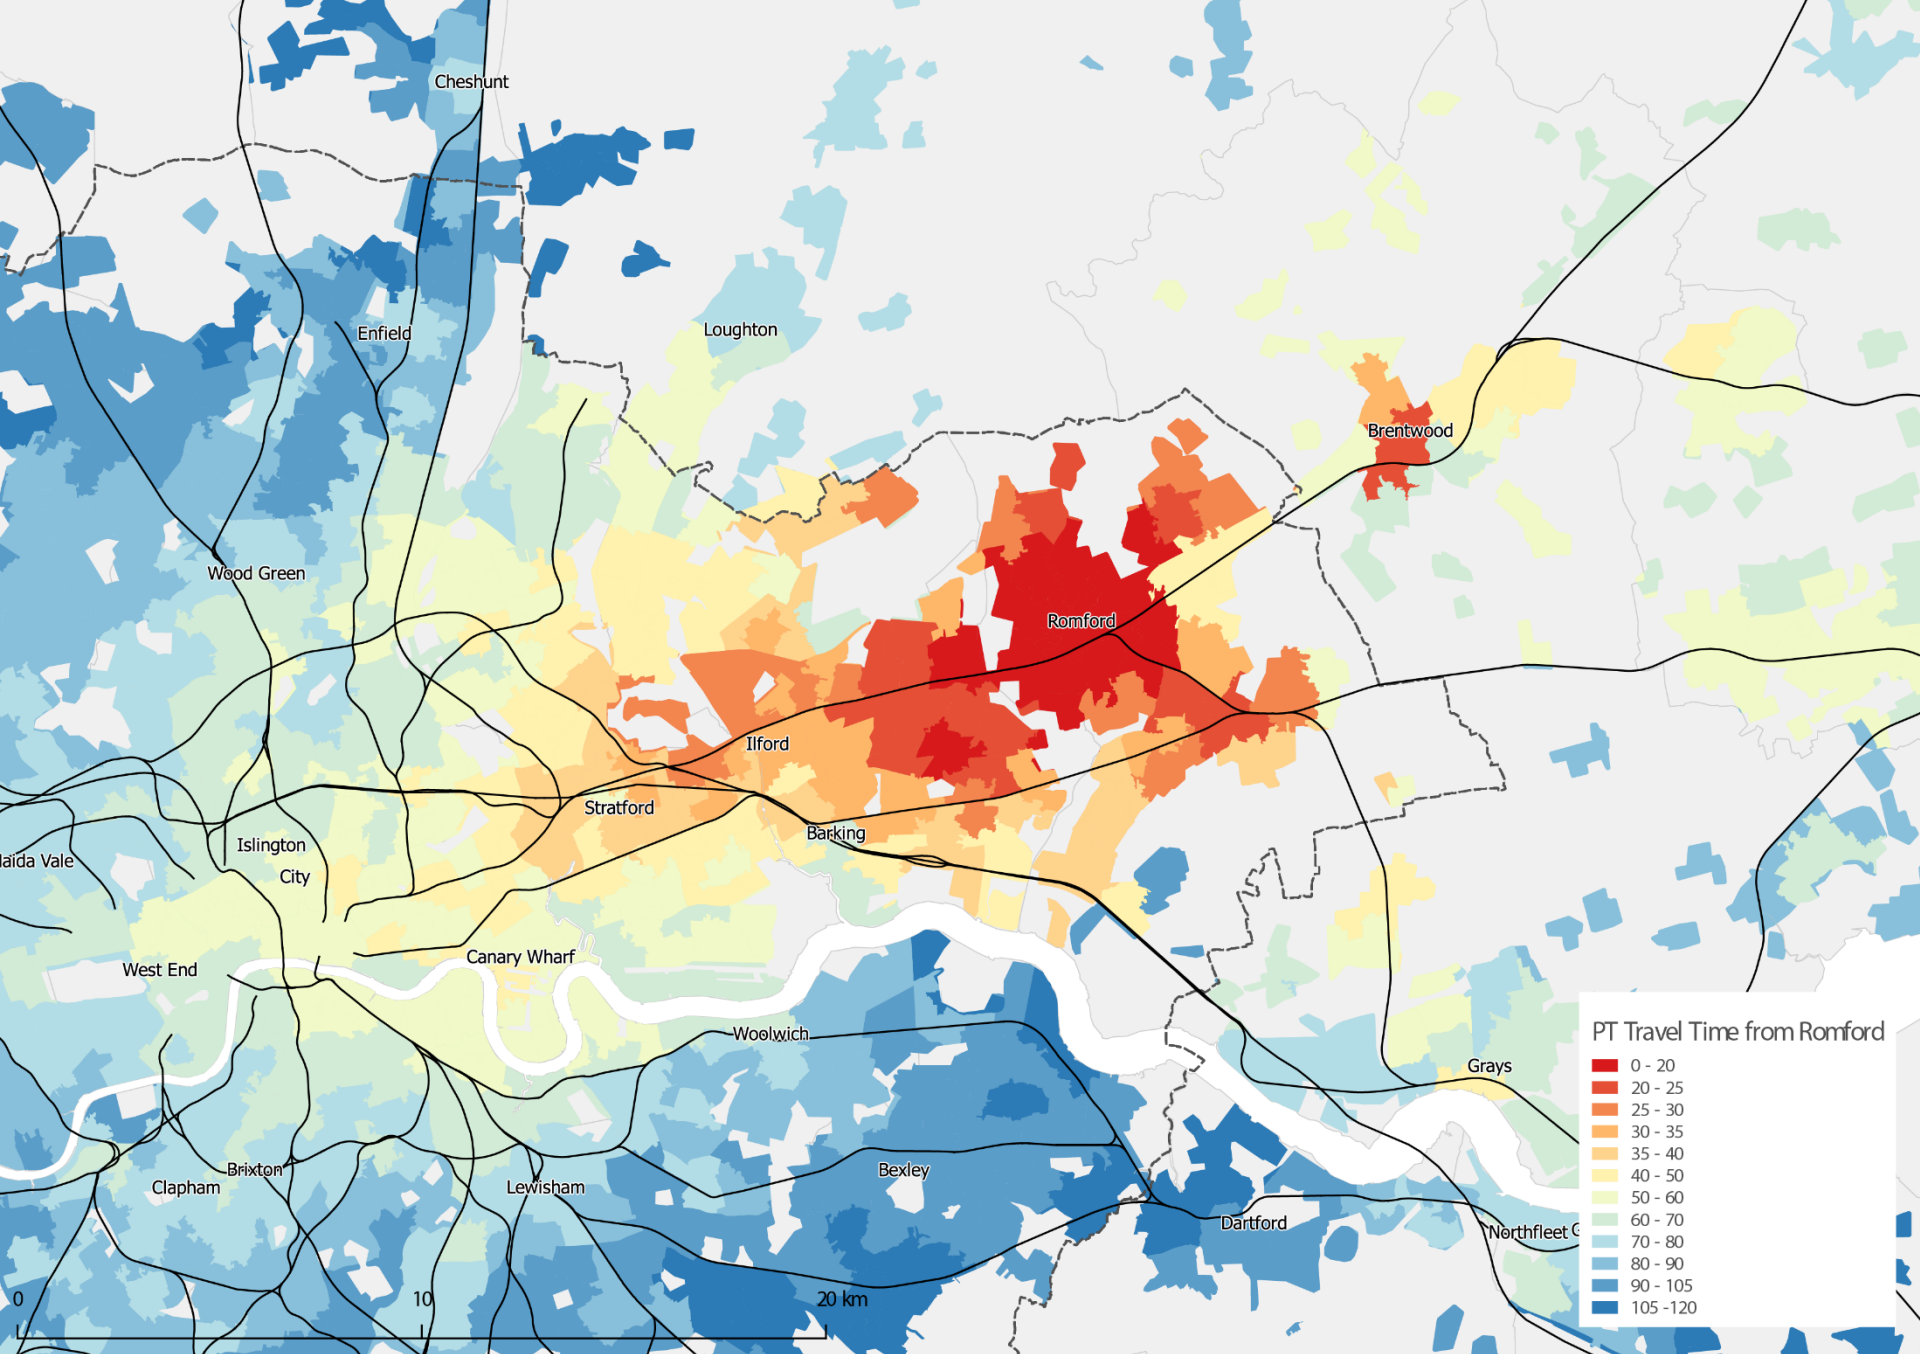 Cheshunt
Enfield
Loughton
Brentwood
Wood Green
Romford
Ilford
Stratford
Barking
Islington
City
aida Vale
Canary Wharf
West End
Woolwich
Grays
Bexley
Brixton
Clapham
Lewisham
Dartford
Northfleet G
0 10 20 km
PT Travel Time from Romford
0 - 20
20 - 25
25 - 30
30 - 35
35 - 40
40 - 50
50 - 60
60 - 70
70 - 80
80 - 90
90 - 105
105 -120